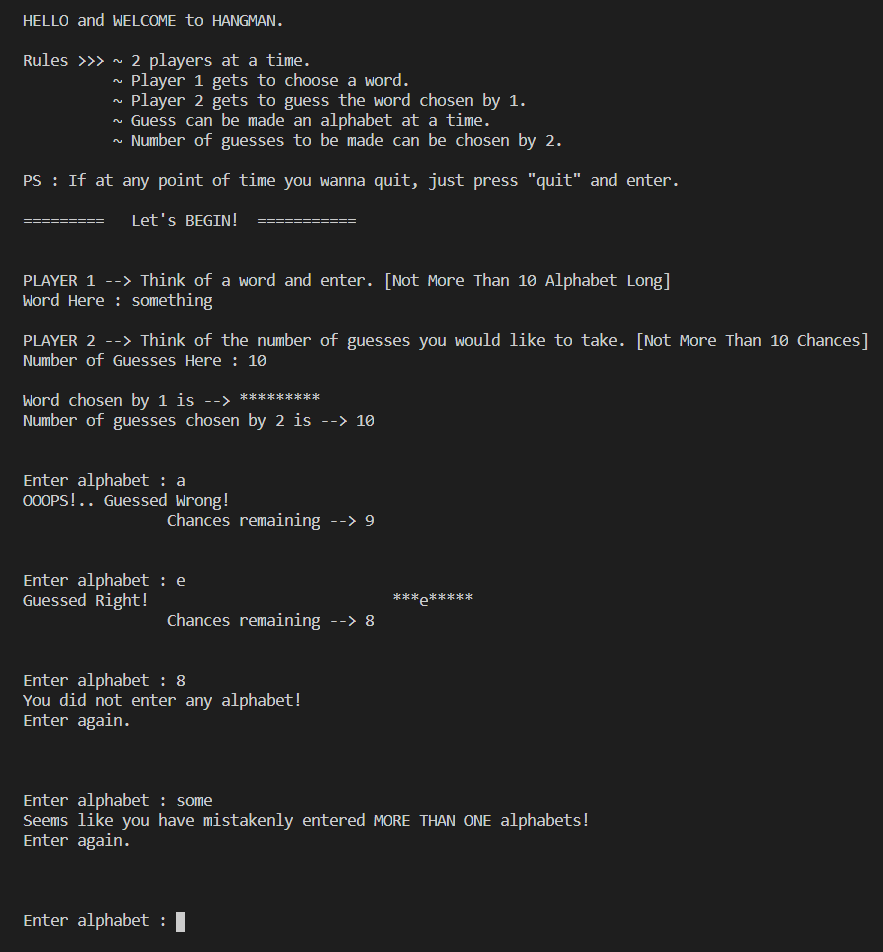 HELLO and WELCOME to HANGMAN.
Rules >>> ~ 2 players at a time.
~ Player 1 gets to choose a word.
~ Player 2 gets to guess the word chosen by 1.
~ Guess can be made an alphabet at a time.
~ Number of guesses to be made can be chosen by 2.
PS : If at any point of time you wanna quit, just press "quit" and enter.
=========   Let's BEGIN!  ===========
PLAYER 1 --> Think of a word and enter. [Not More Than 10 Alphabet Long]
Word Here : something
PLAYER 2 --> Think of the number of guesses you would like to take. [Not More Than 10 Chances]
Number of Guesses Here : 10
Word chosen by 1 is --> *********
Number of guesses chosen by 2 is --> 10
Enter alphabet : a
OOOPS!.. Guessed Wrong!
Chances remaining --> 9
Enter alphabet : e
Guessed Right!                           ***e*****
Chances remaining --> 8
Enter alphabet : 8
You did not enter any alphabet!
Enter again.
Enter alphabet : some
Seems like you have mistakenly entered MORE THAN ONE alphabets!
Enter again.
Enter alphabet :